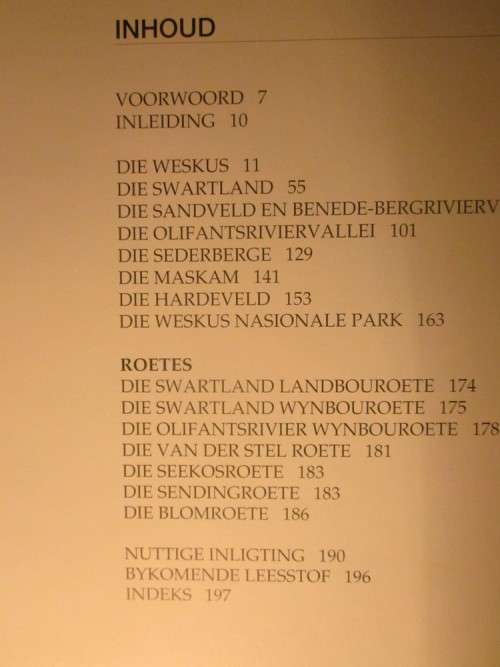 INHOUD
VOORWOORD 7
INLEIDING 10
DIE WESKUS 11
DIE SWARTLAND 55
DIE SANDVELD EN BENEDE-BERGRIVIERV
DIE OLIFANTSRIVIERVALLEI 101
DIE SEDERBERGE 129
DIE MASKAM 141
DIE HARDEVELD 153
DIE WESKUS NASIONALE PARK 163
ROETES
DIE SWARTLAND LANDBOUROETE 174
DIE SWARTLAND WYNBOUROETE 175
DIE OLIFANTSRIVIER WYNBOUROETE 178
DIE VAN DER STEL ROETE 181
DIE SEEKOSROETE 183
DIE SENDINGROETE 183
DIE BLOMROETE 186
NUTTIGE INLIGTING 190
BYKOMENDE LEESSTOF 196
INDEKS 197